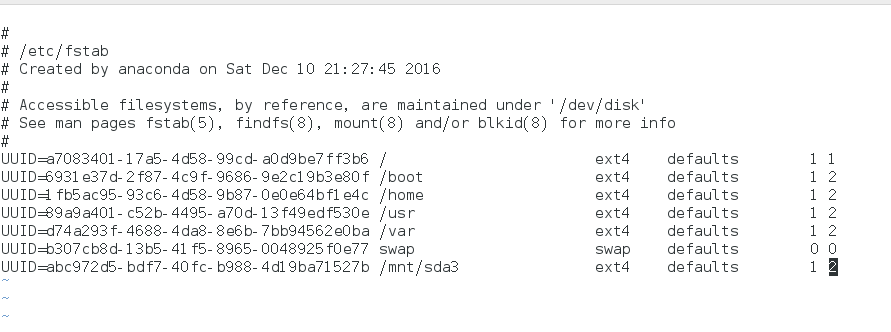 #
# /etc/fstab
# Created by anaconda on Sat Dec 10 21:27:45 2016
#
# Accessible filesystems, by reference, are maintained under '/dev/disk'
# See man pages fstab(5), findfs(8), mount(8) and/or blkid(8) for more info
#
UUID=a7083401-17a5-4d58-99cd-a0d9be7ff3b6 / ext4 defaults 1 1
UUID=6931e37d-2f87-4c9f-9686-9e2c19b3e80f /boot ext4 defaults 1 2
UUID=1fb5ac95-93c6-4d58-9b87-0e0e64bf1e4c /home ext4 defaults 1 2
UUID=89a9a401-c52b-4495-a70d-13f49edf530e /usr ext4 defaults 1 2
UUID=d74a293f-4688-4da8-8e6b-7bb94562e0ba /var ext4 defaults 1 2
UUID=b307cb8d-13b5-41f5-8965-0048925f0e77 swap swap defaults 0 0
UUID=abc972d5-bdf7-40fc-b988-4d19ba71527b /mnt/sda3 ext4 defaults 1 2
~
~
~